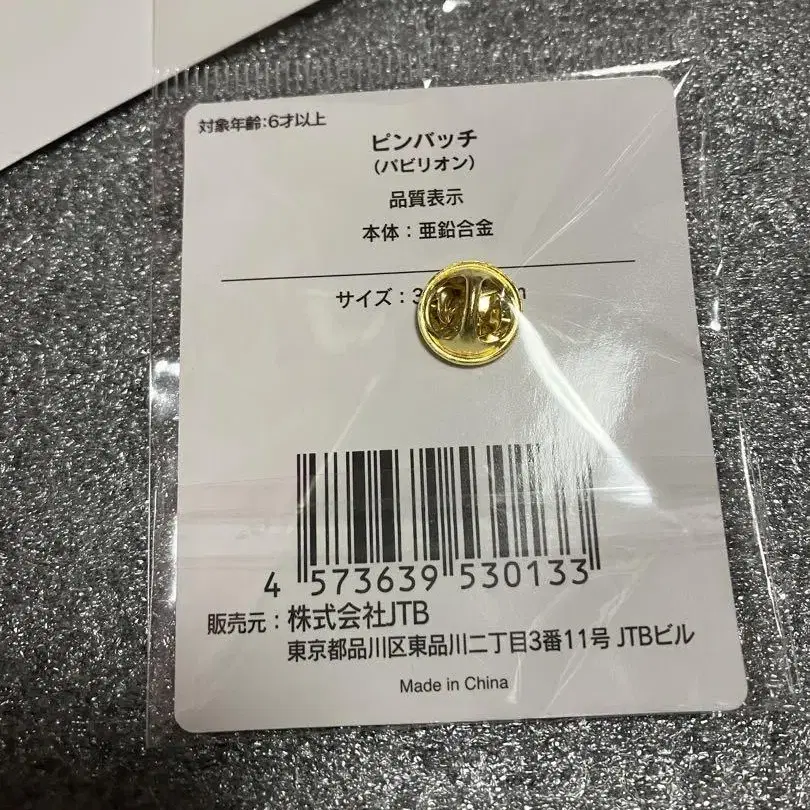 対象年齢:6才以上
ピンバッチ
(パビリオン)
品質表示
本体:亜鉛合金
サイズ:3
4 573639 530133
販売元:株式会社JTB
東京都品川区東品川二丁目3番11号 JTBビル
Made in China